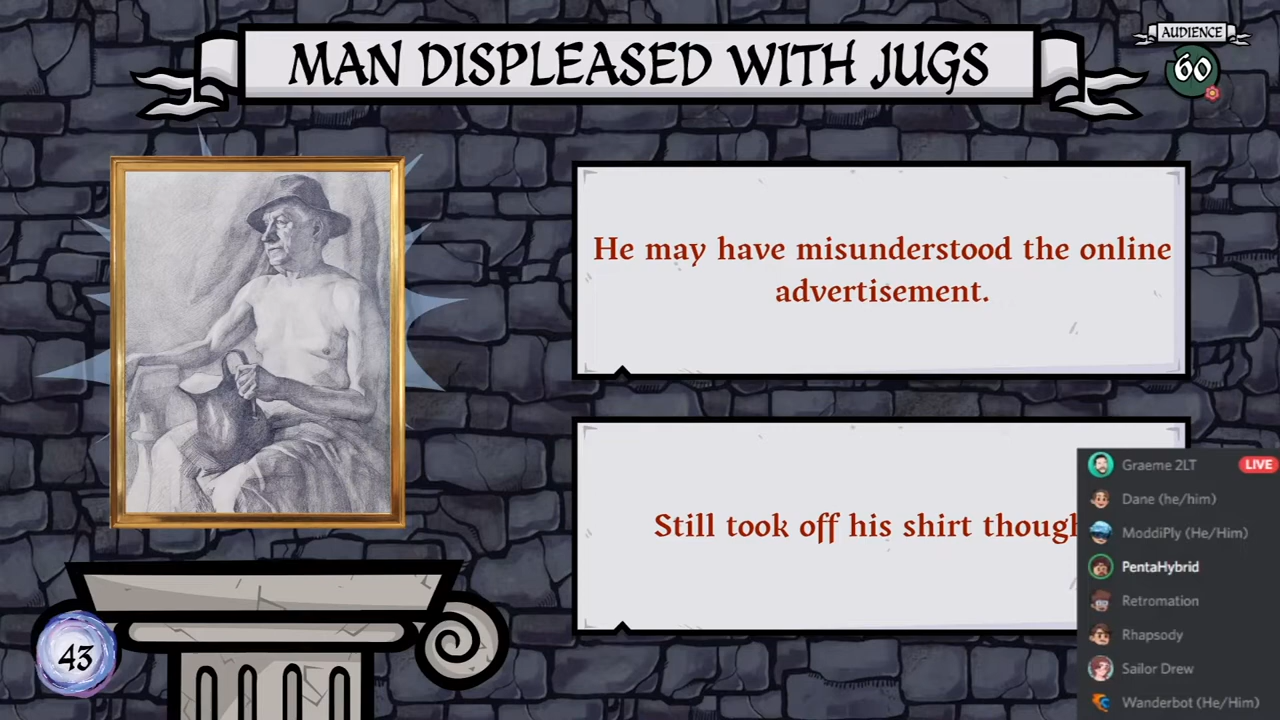 MAN DISPLEASED WITH JUGS
AUDIENCE
60
He may have misunderstood the online
advertisement.
Still took off his shirt though
Graeme 2LT
LIVE
Dane (he/him)
ModdiPly (He/Him)
PentaHybrid
Retromation
Rhapsody
Sailor Drew
Wanderbot (He/Him)
43